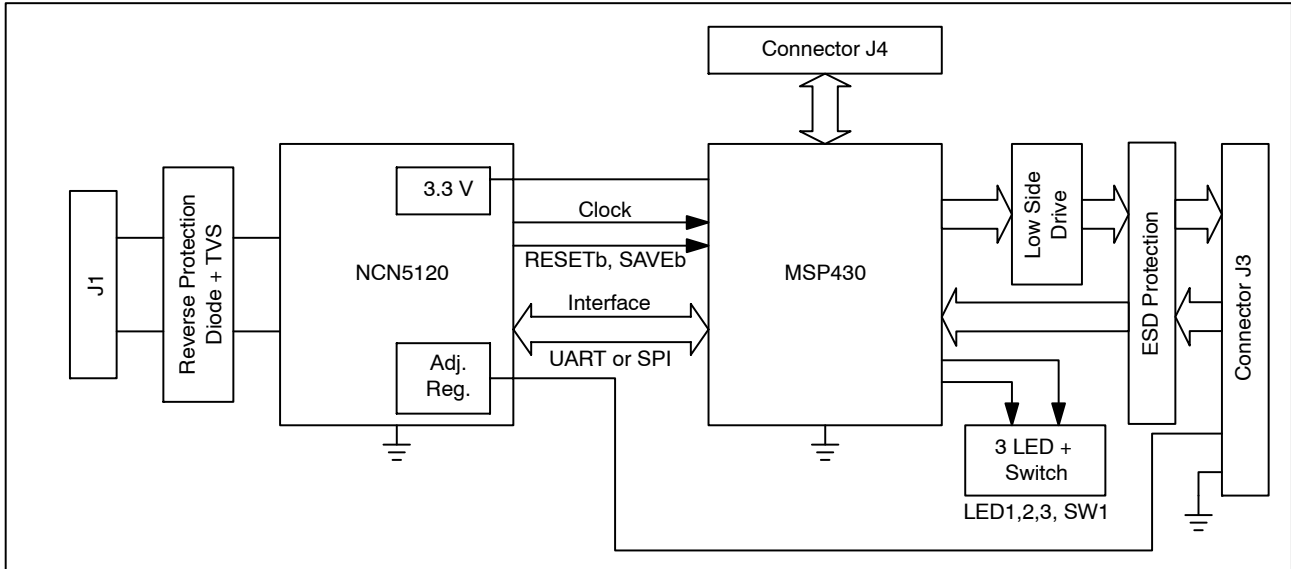 Connector J4
J1
Reverse Protection
Diode + TVS
NCN5120
3.3 V
Adj.
Reg.
Clock
RESETb, SAVEb
Interface
UART or SPI
MSP430
Low Side
Drive
ESD Protection
Connector J3
3 LED +
Switch
LED1,2,3, SW1